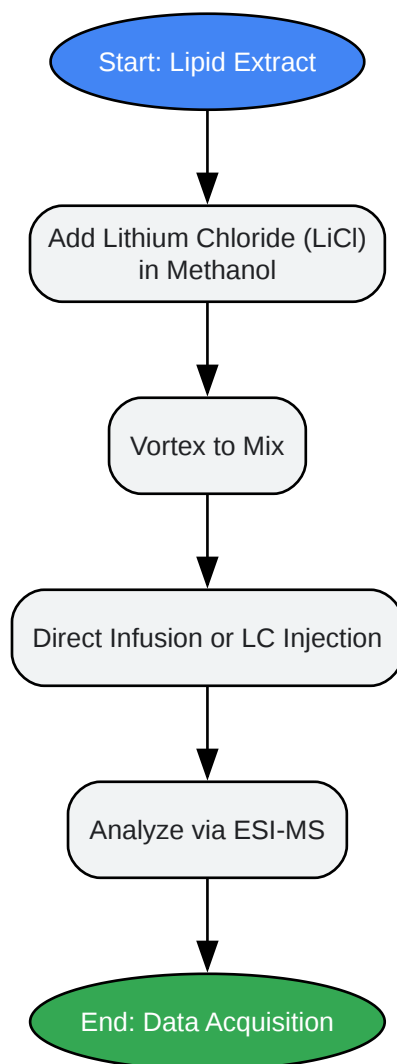 Start: Lipid Extract
Add Lithium Chloride (LiCl)
in Methanol
Vortex to Mix
Direct Infusion or LC Injection
Analyze via ESI-MS
End: Data Acquisition